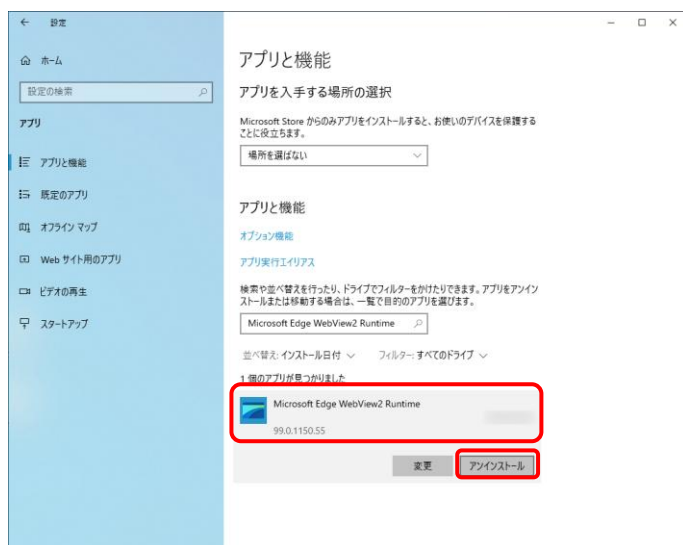 設定
ホーム
設定の検索
アプリ
アプリと機能
既定のアプリ
オフライン マップ
Web サイト用のアプリ
ビデオの再生
スタートアップ
アプリと機能
アプリを入手する場所の選択
Microsoft Store からのみアプリをインストールすると、お使いのデバイスを保護する
ことに役立ちます。
場所を選ばない
アプリと機能
オプション機能
アプリ実行エイリアス
検索や並べ替えを行ったり、ドライブでフィルターをかけたりできます。アプリをアンイン
ストールまたは移動する場合は、一覧で目的のアプリを選びます。
Microsoft Edge WebView2 Runtime
並べ替え: インストール日付 フィルター: すべてのドライブ
1 個のアプリが見つかりました
Microsoft Edge WebView2 Runtime
99.0.1150.55
変更 アンインストール